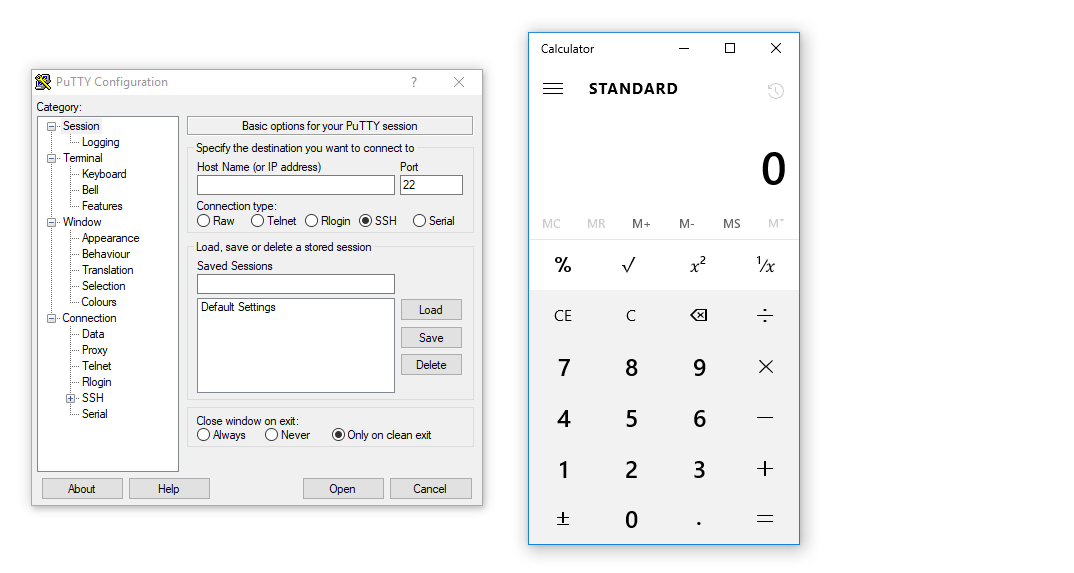 PuTTY Configuration
?
Category:
Session
Logging
Terminal
Keyboard
Bell
Features
Window
Appearance
Behaviour
Translation
Selection
Colours
Connection
Data
Proxy
Telnet
Rlogin
SSH
Serial
Basic options for your PuTTY session
Specify the destination you want to connect to
Host Name (or IP address) Port
22
Connection type:
Raw Telnet Rlogin SSH Serial
Load, save or delete a stored session
Saved Sessions
Default Settings
Load
Save
Delete
Close window on exit:
Always Never Only on clean exit
About Help Open Cancel
Calculator
STANDARD
0
MC MR M+ M- MS M˅
% √ x² ¹/x
CE C ⌫ ÷
7 8 9 ×
4 5 6 −
1 2 3 +
± 0 . =